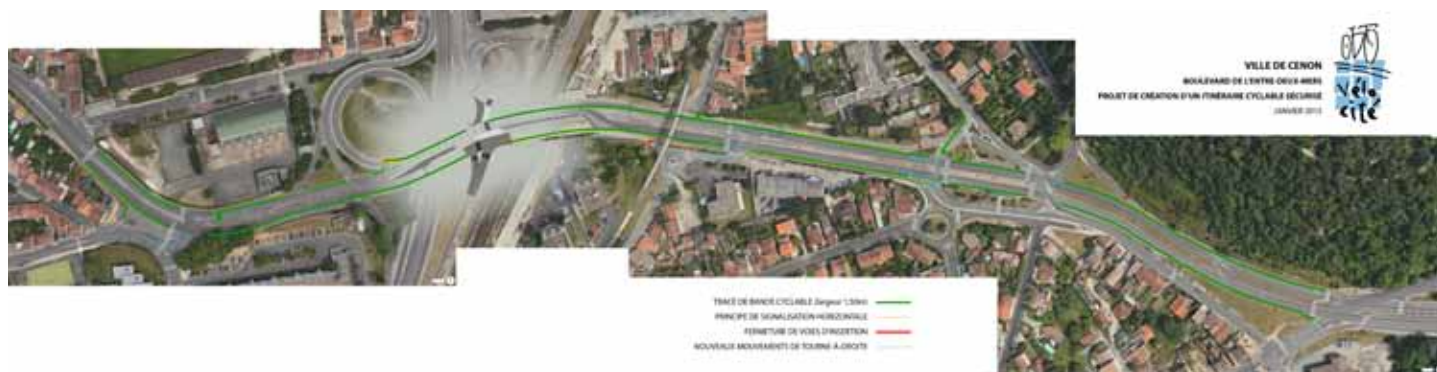 VILLE DE CENON
BOULEVARD DE L'ENTRE-DEUX-MERS
PROJET DE CRÉATION D'UN ITINÉRAIRE CYCLABLE SÉCURISÉ
JANVIER 2013
Vélo
Cité
TRACÉ DE BANDE CYCLABLE (largeur 1,50m)
PRINCIPE DE SIGNALISATION HORIZONTALE
FERMETURE DE VOIES D'INSERTION
NOUVEAUX MOUVEMENTS DE TOURNE-À-DROITE